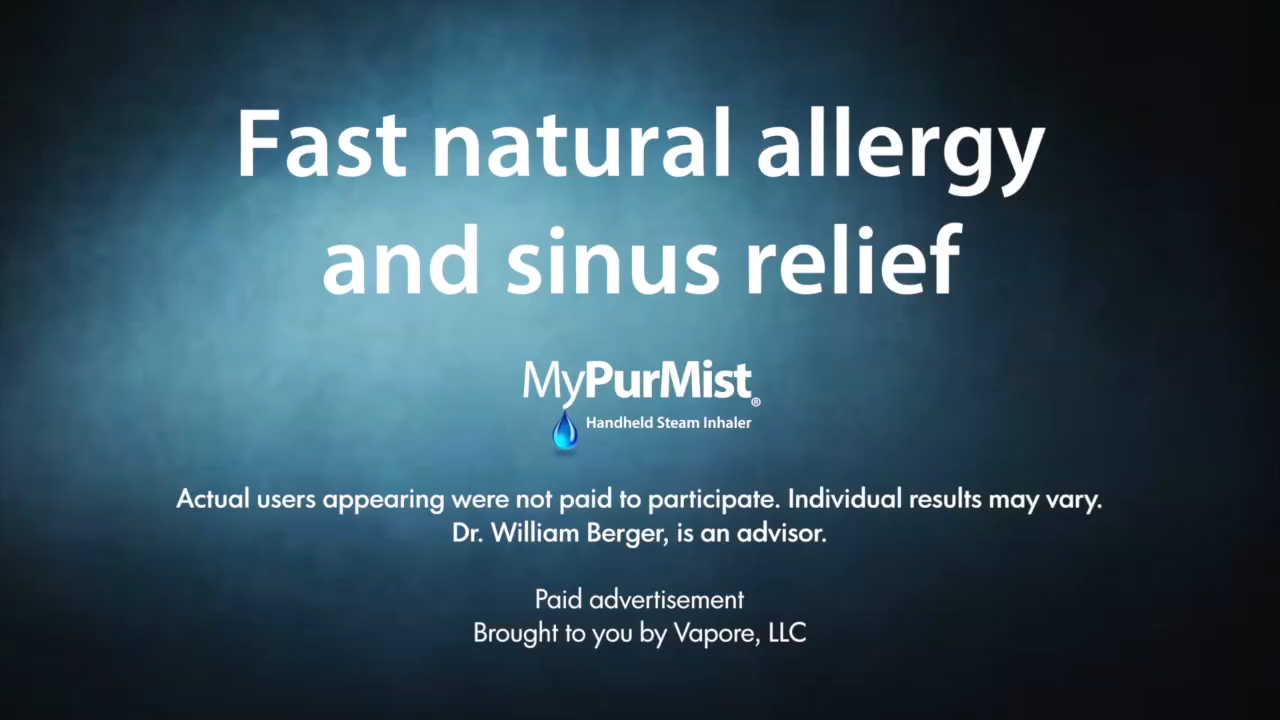 Fast natural allergy
and sinus relief
MyPurMist®
Handheld Steam Inhaler
Actual users appearing were not paid to participate. Individual results may vary.
Dr. William Berger, is an advisor.
Paid advertisement
Brought to you by Vapore, LLC